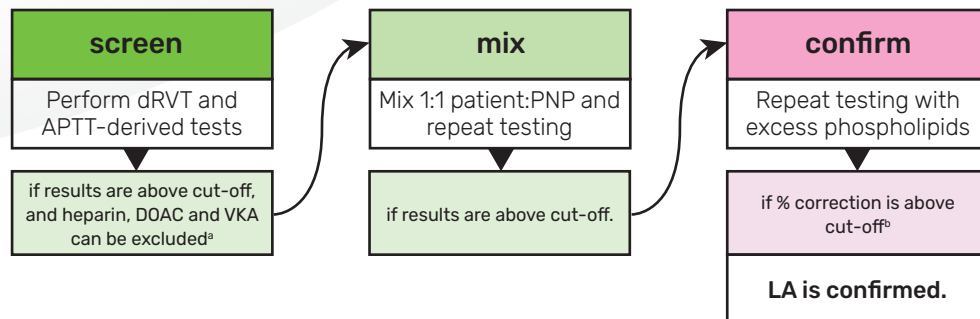 screen
Perform dRVT and
APTT-derived tests
if results are above cut-off,
and heparin, DOAC and VKA
can be excludedᵃ
mix
Mix 1:1 patient:PNP and
repeat testing
if results are above cut-off.
confirm
Repeat testing with
excess phospholipids
if % correction is above
cut-offᵇ
LA is confirmed.